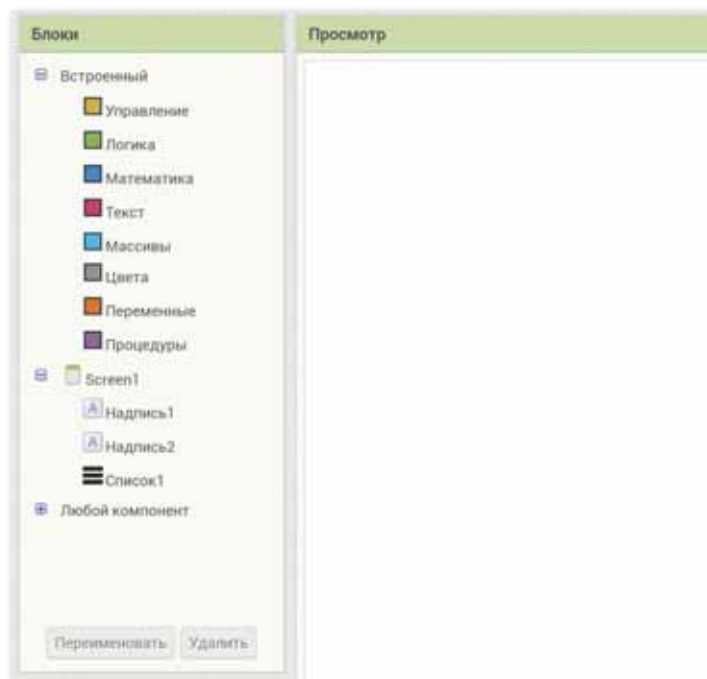 Блоки
Просмотр
Встроенный
Управление
Логика
Математика
Текст
Массивы
Цвета
Переменные
Процедуры
Screen1
A Надпись1
A Надпись2
Список1
Любой компонент
Переименовать Удалить